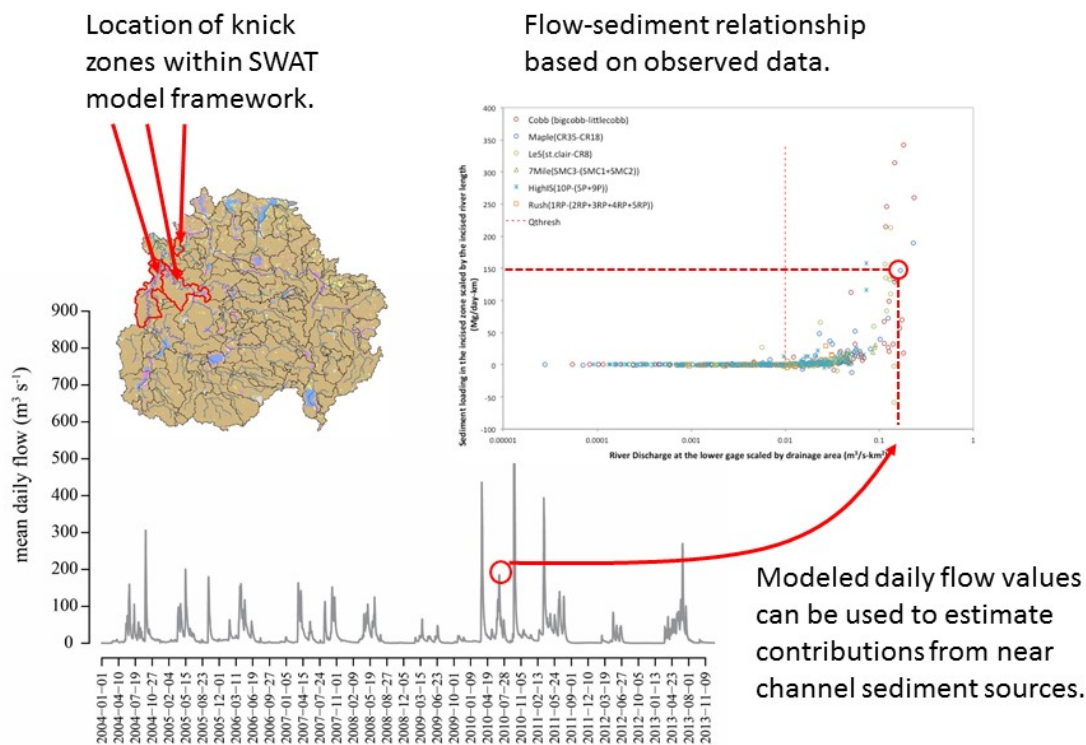 Location of knick
zones within SWAT
model framework.
Flow-sediment relationship
based on observed data.
400
350
300
250
200
150
100
50
0
-50
-100
Sediment loading in the incised zone scaled by the incised river length
(Mg/day-km)
Cobb (bigcobb-littlecobb)
Maple(CR35-CR18)
Le5(st.clair-CR8)
7Mile(SMC3-(SMC1+SMC2))
HighIS(10P-(5P+9P))
Rush(1RP-(2RP+3RP+4RP+5RP))
Qthresh
0.00001 0.0001 0.001 0.01 0.1 1
River Discharge at the lower gage scaled by drainage area (m³/s-km²)
mean daily flow (m³ s⁻¹)
900
800
700
600
500
400
300
200
100
0
2004−01−01
2004−04−10
2004−07−19
2004−10−27
2005−02−04
2005−05−15
2005−08−23
2005−12−01
2006−03−11
2006−06−19
2006−09−27
2007−01−05
2007−04−15
2007−07−24
2007−11−01
2008−02−09
2008−05−19
2008−08−27
2008−12−05
2009−03−15
2009−06−23
2009−10−01
2010−01−09
2010−04−19
2010−07−28
2010−11−05
2011−02−13
2011−05−24
2011−09−01
2011−12−10
2012−03−19
2012−06−27
2012−10−05
2013−01−13
2013−04−23
2013−08−01
2013−11−09
Modeled daily flow values
can be used to estimate
contributions from near
channel sediment sources.